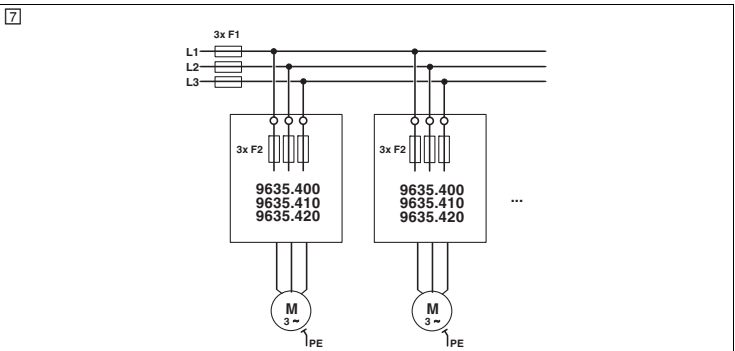 7
3x F1
L1
L2
L3
3x F2
3x F2
9635.400
9635.410
9635.420
9635.400
9635.410
9635.420
...
M
3 ~
PE
M
3 ~
PE